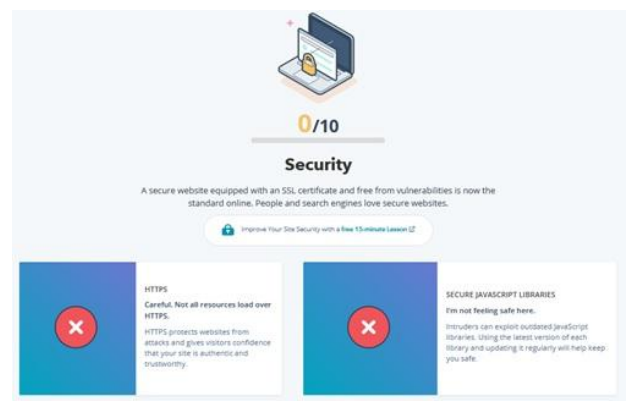 0/10
Security
A secure website equipped with an SSL certificate and free from vulnerabilities is now the
standard online. People and search engines love secure websites.
Improve Your Site Security with a free 15-minute Lesson
HTTPS
Careful. Not all resources load over
HTTPS.
HTTPS protects websites from
attacks and gives visitors confidence
that your site is authentic and
trustworthy.
SECURE JAVASCRIPT LIBRARIES
I'm not feeling safe here.
Intruders can exploit outdated JavaScript
libraries. Using the latest version of each
library and updating it regularly will help keep
you safe.